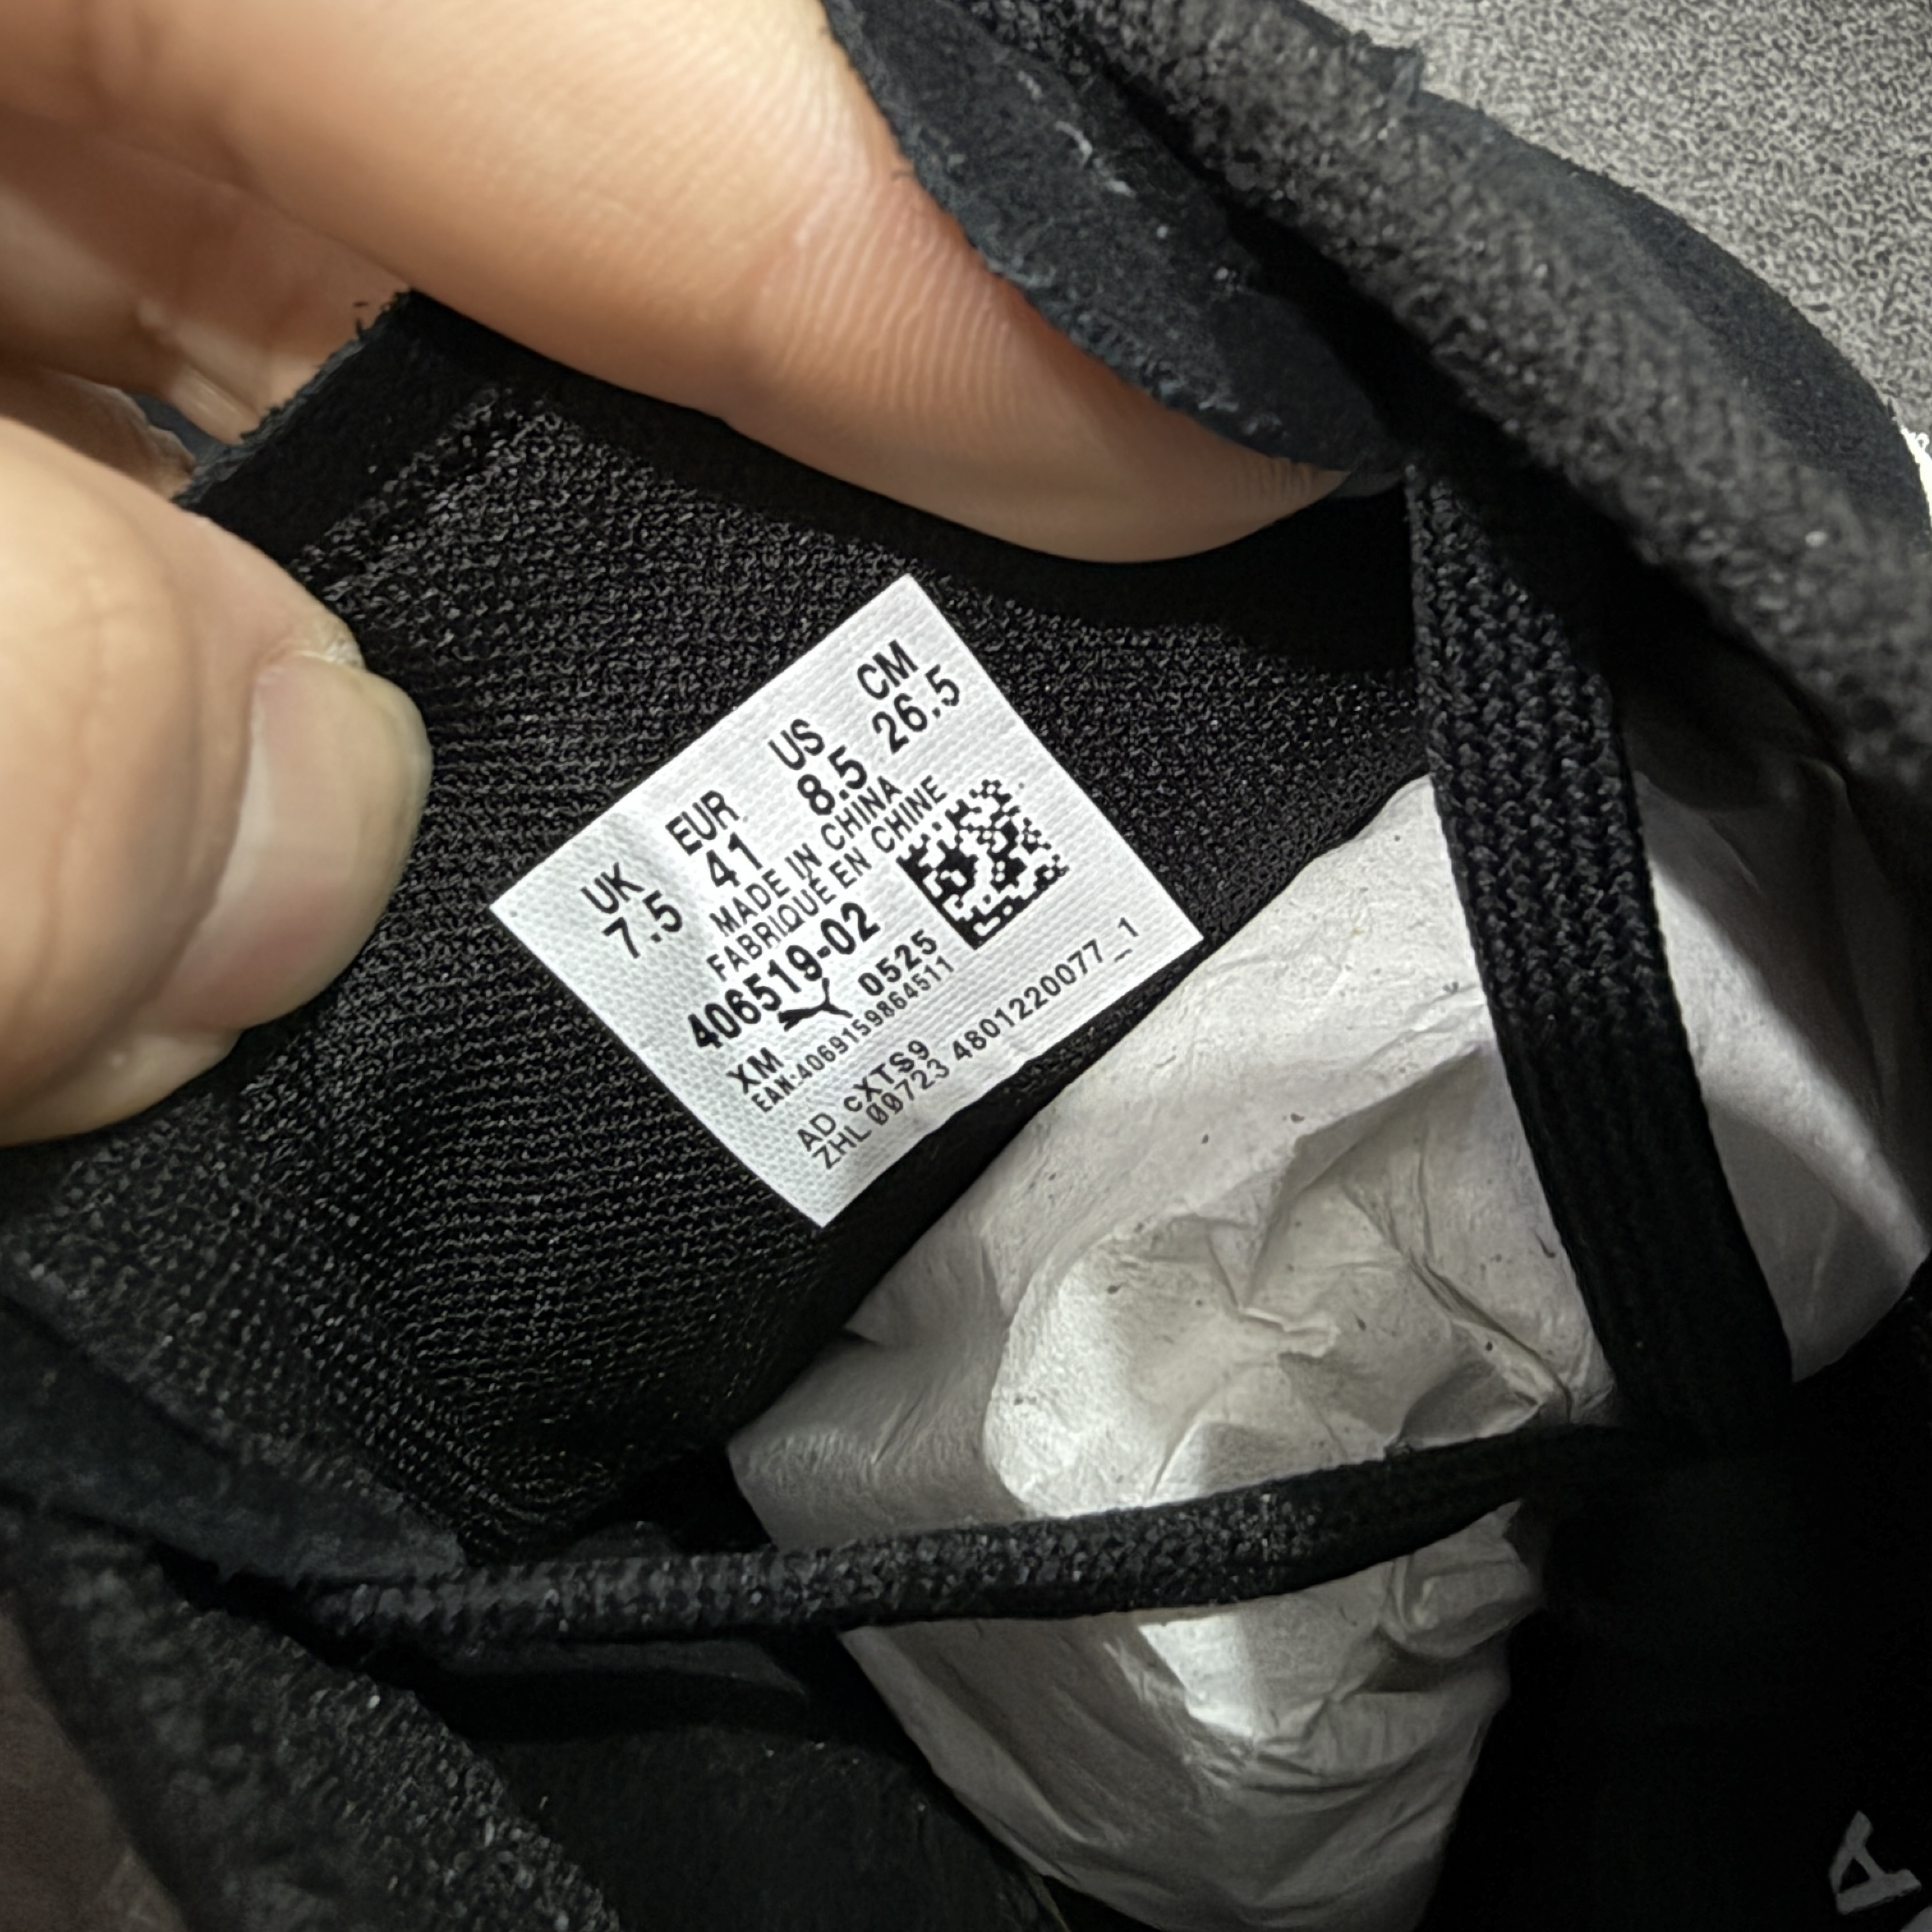 UK EUR US CM
7.5 41 8.5 26.5
MADE IN CHINA
FABRIQUÉ EN CHINE
406519-02
0525
XM
EAN:4069159864511
AD cXTS9
ZHL 00723 4801220077_1
A